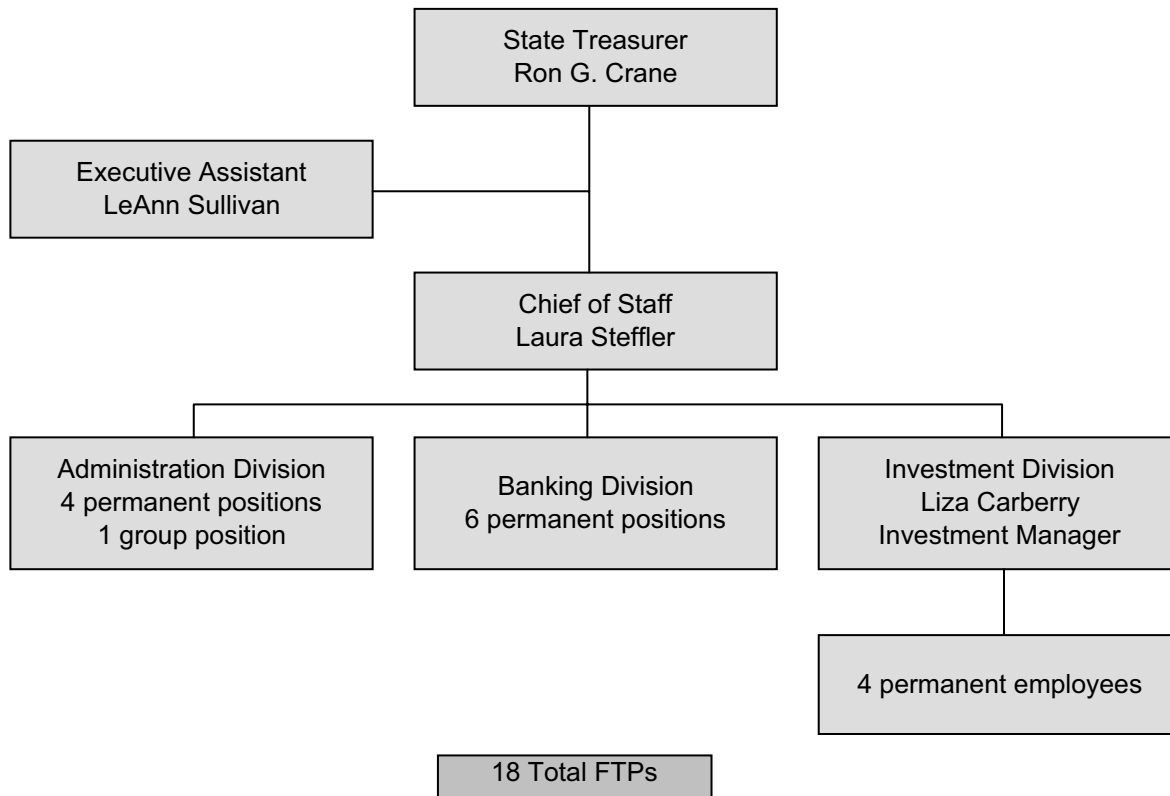 State Treasurer
Ron G. Crane
Executive Assistant
LeAnn Sullivan
Chief of Staff
Laura Steffler
Administration Division
4 permanent positions
1 group position
Banking Division
6 permanent positions
Investment Division
Liza Carberry
Investment Manager
4 permanent employees
18 Total FTPs